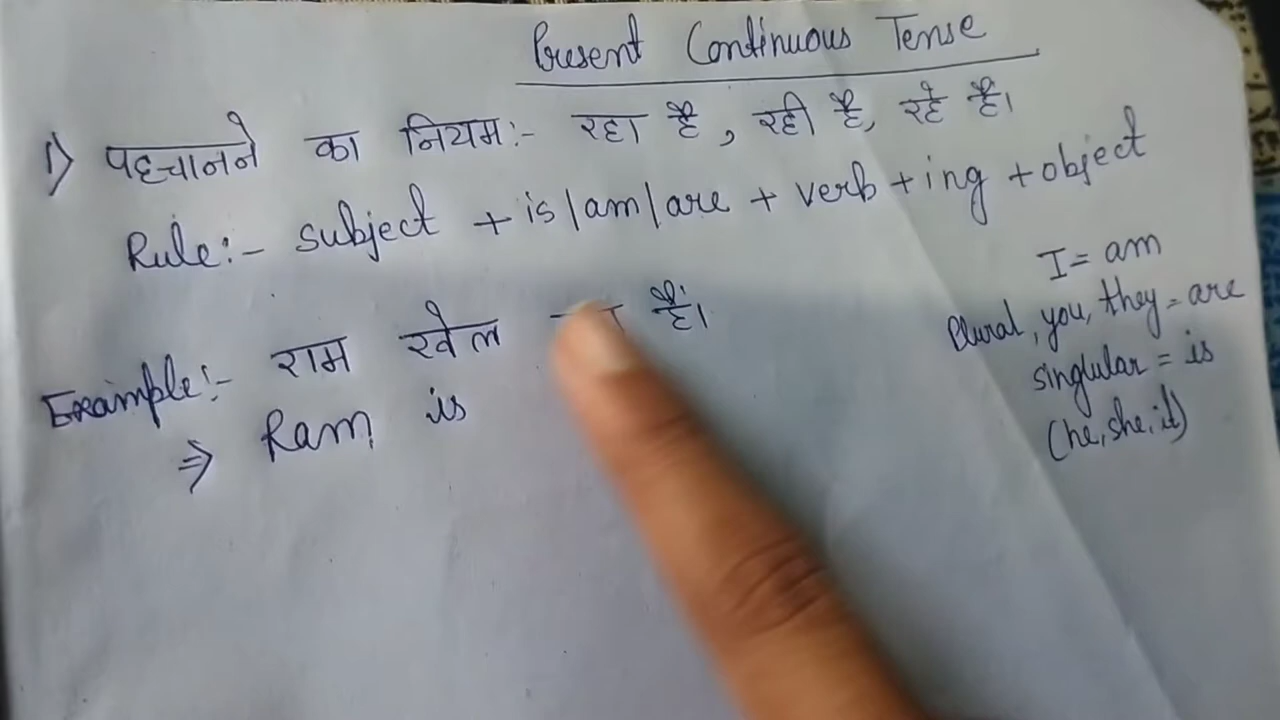 Present Continuous Tense
1) पहचानने का नियम:- रहा है, रही है, रहे हैं।
Rule:- subject + is/am/are + verb + ing + object
I = am
Plural, you, they = are
singular = is
(he, she, it)
Example:- राम खेल है।
⇒ Ram is